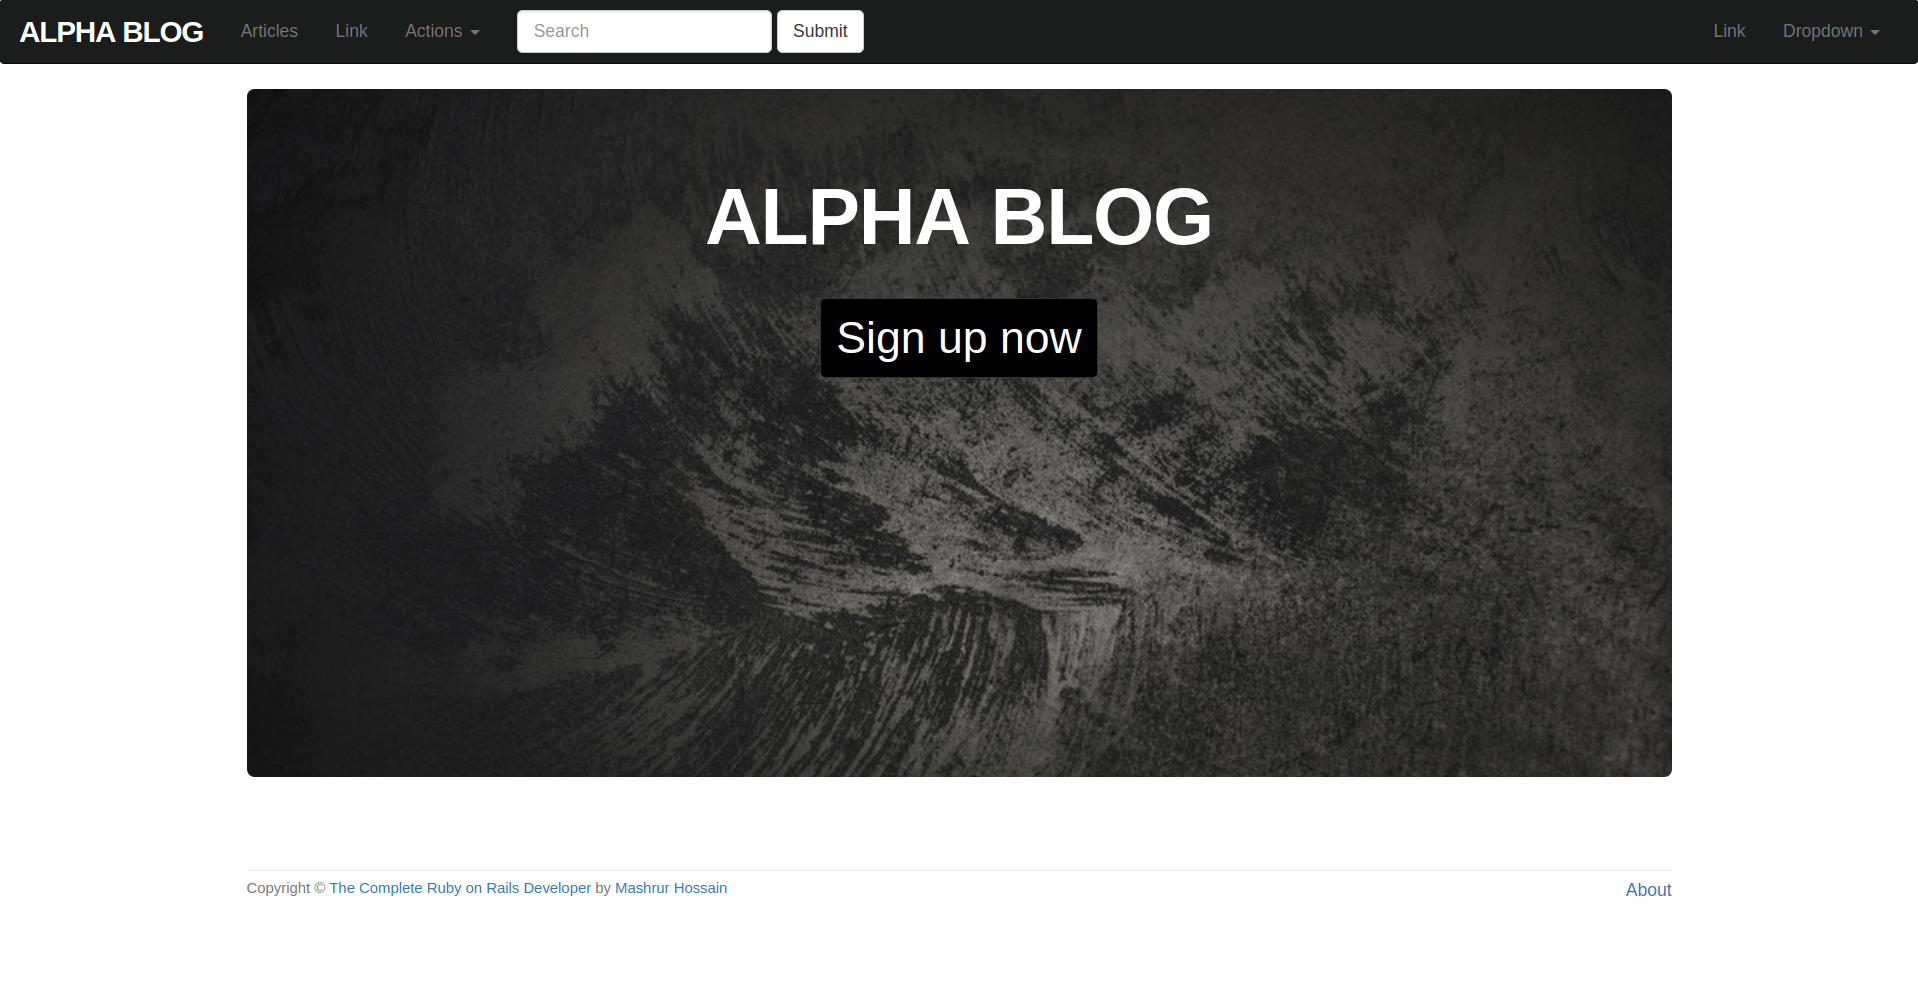 ALPHA BLOG Articles Link Actions Search Submit Link Dropdown
ALPHA BLOG
Sign up now
Copyright © The Complete Ruby on Rails Developer by Mashrur Hossain About